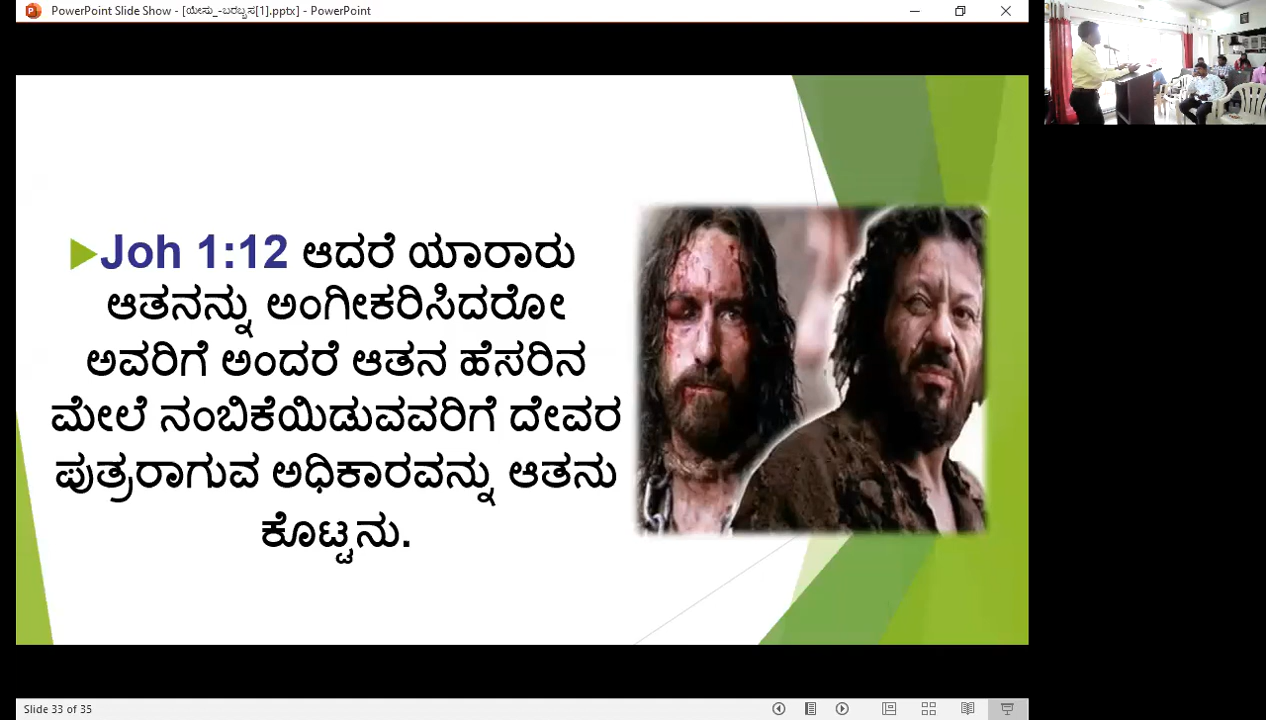 PowerPoint Slide Show - [ಯೇಸು_-ಬರಬ್ಬಸ[1].pptx] - PowerPoint
Joh 1:12 ಆದರೆ ಯಾರಾರು
ಆತನನ್ನು ಅಂಗೀಕರಿಸಿದರೋ
ಅವರಿಗೆ ಅಂದರೆ ಆತನ ಹೆಸರಿನ
ಮೇಲೆ ನಂಬಿಕೆಯಿಡುವವರಿಗೆ ದೇವರ
ಪುತ್ರರಾಗುವ ಅಧಿಕಾರವನ್ನು ಆತನು
ಕೊಟ್ಟನು.
Slide 33 of 35